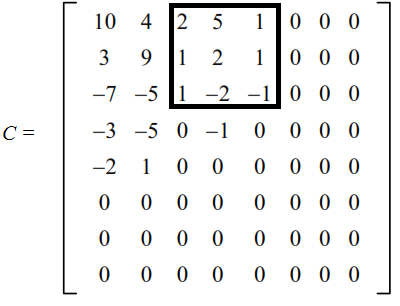 10 4 2 5 1 0 0 0
3 9 1 2 1 0 0 0
–7 –5 1 –2 –1 0 0 0
C = –3 –5 0 –1 0 0 0 0
–2 1 0 0 0 0 0 0
0 0 0 0 0 0 0 0
0 0 0 0 0 0 0 0
0 0 0 0 0 0 0 0